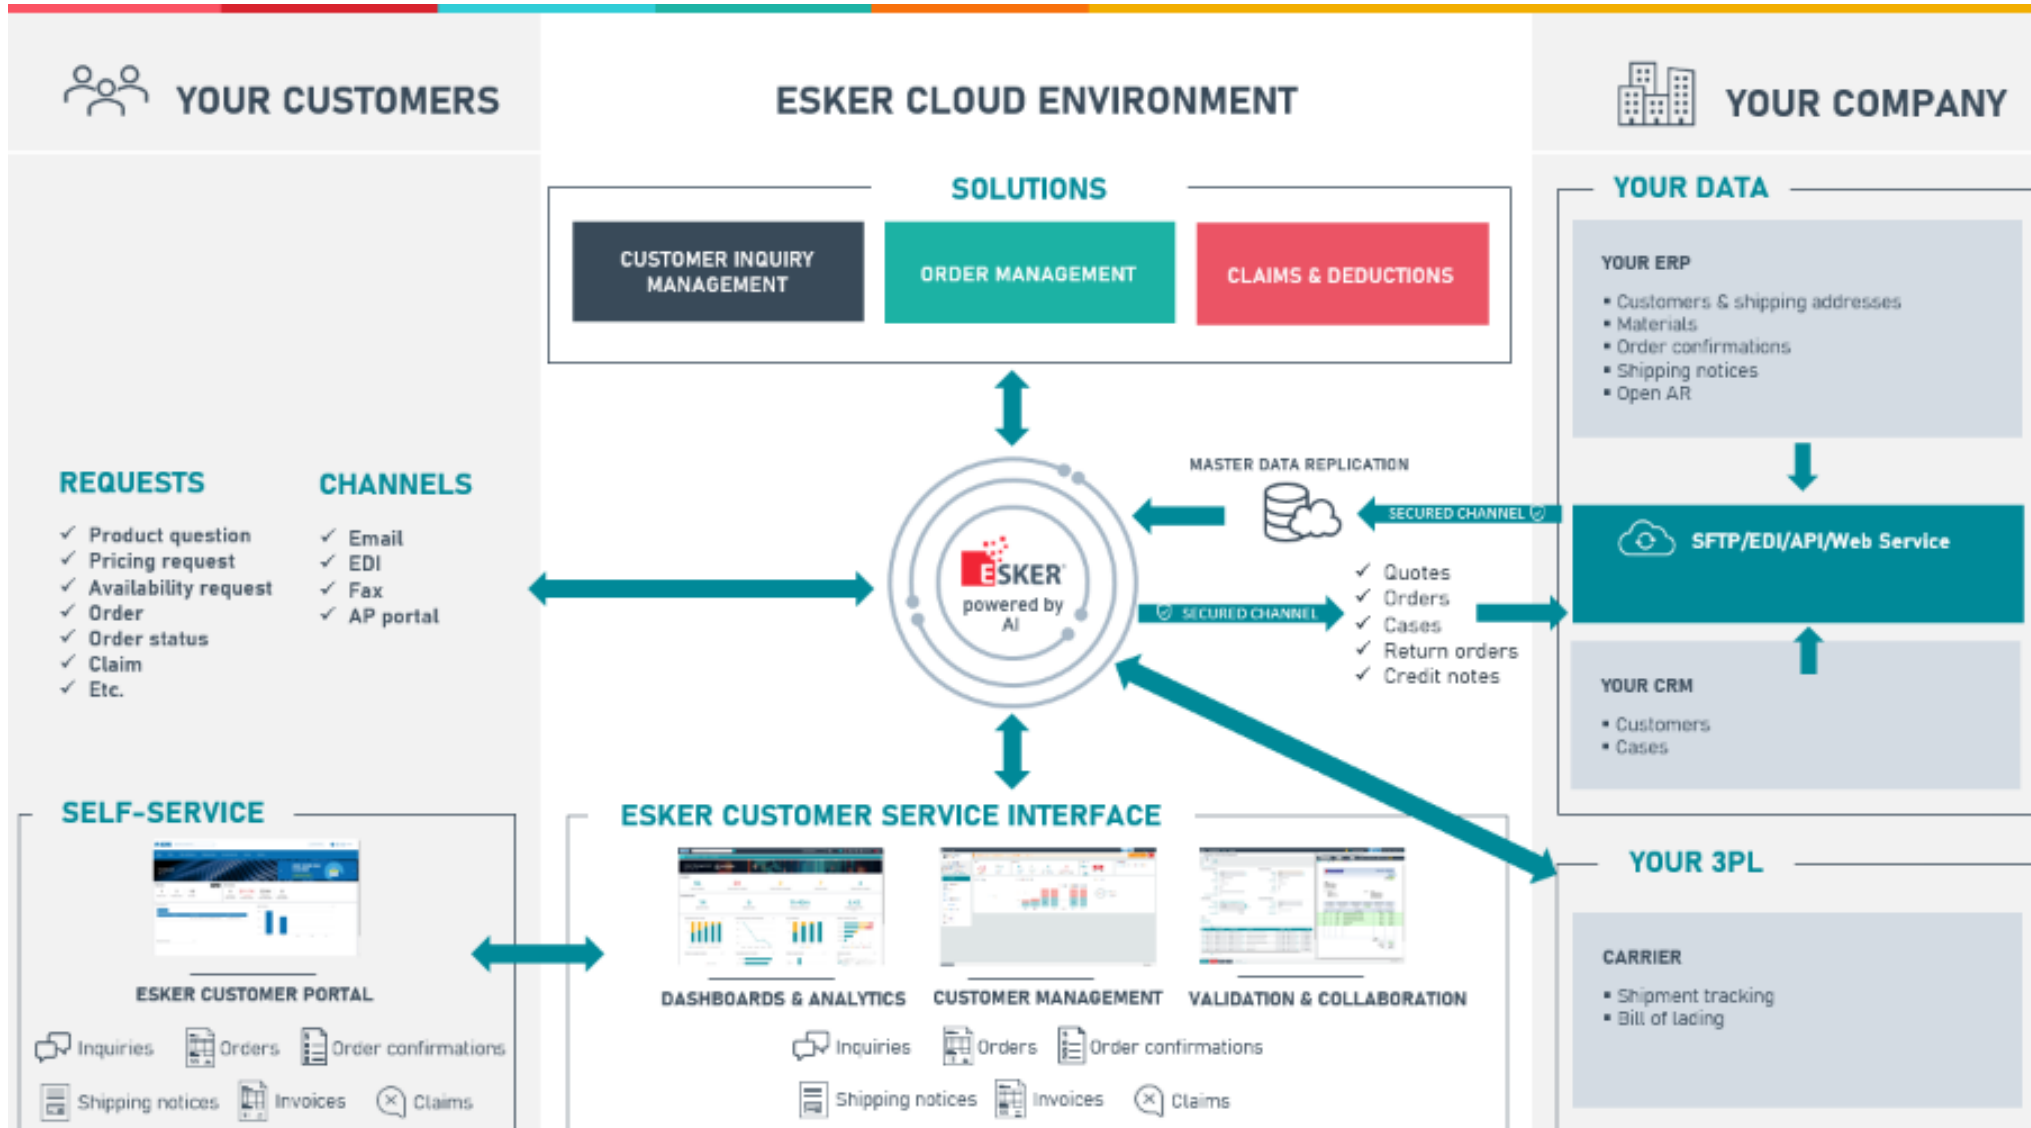 YOUR CUSTOMERS
ESKER CLOUD ENVIRONMENT
YOUR COMPANY
SOLUTIONS
CUSTOMER INQUIRY
MANAGEMENT
ORDER MANAGEMENT
CLAIMS & DEDUCTIONS
YOUR DATA
YOUR ERP
▪ Customers & shipping addresses
▪ Materials
▪ Order confirmations
▪ Shipping notices
▪ Open AR
REQUESTS
✓ Product question
✓ Pricing request
✓ Availability request
✓ Order
✓ Order status
✓ Claim
✓ Etc.
CHANNELS
✓ Email
✓ EDI
✓ Fax
✓ AP portal
ESKER
powered by
AI
MASTER DATA REPLICATION
SECURED CHANNEL
SECURED CHANNEL
✓ Quotes
✓ Orders
✓ Cases
✓ Return orders
✓ Credit notes
SFTP/EDI/API/Web Service
YOUR CRM
▪ Customers
▪ Cases
SELF-SERVICE
ESKER CUSTOMER PORTAL
Inquiries
Orders
Order confirmations
Shipping notices
Invoices
Claims
ESKER CUSTOMER SERVICE INTERFACE
DASHBOARDS & ANALYTICS
CUSTOMER MANAGEMENT
VALIDATION & COLLABORATION
Inquiries
Orders
Order confirmations
Shipping notices
Invoices
Claims
YOUR 3PL
CARRIER
▪ Shipment tracking
▪ Bill of lading